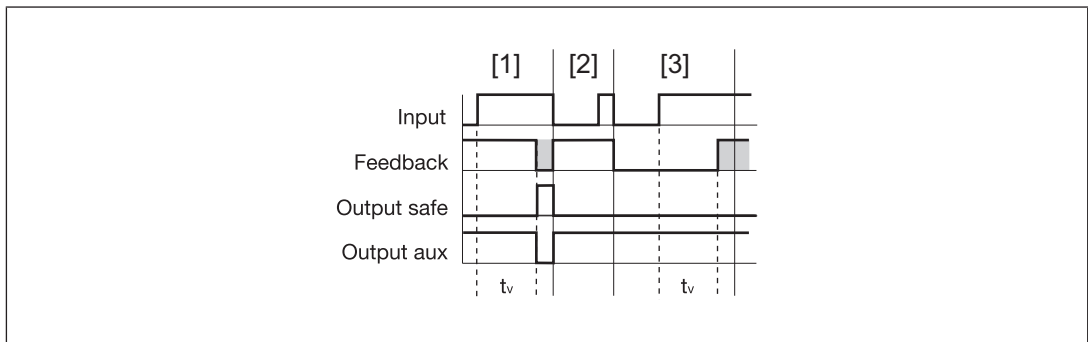 [1] [2] [3]
Input
Feedback
Output safe
Output aux
tv tv